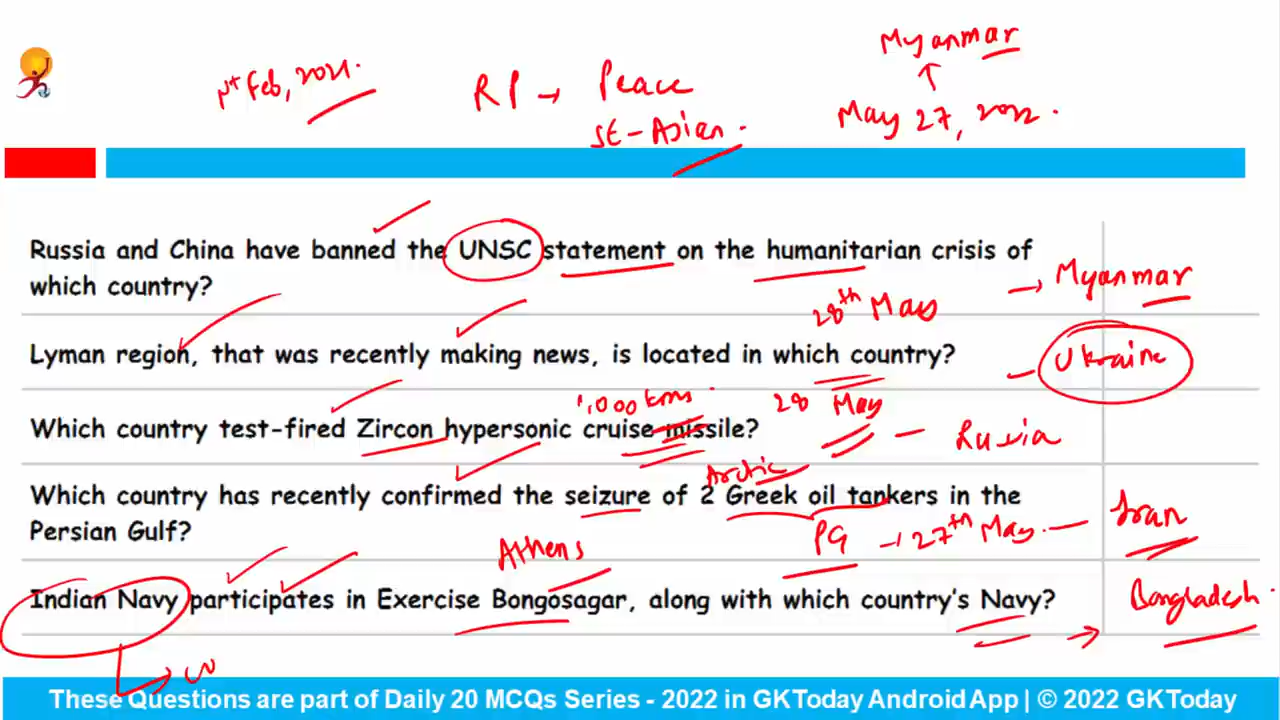 Myanmar
1st Feb, 2021.
RP → Peace
SE-Asian.
May 27, 2022.
Russia and China have banned the UNSC statement on the humanitarian crisis of
which country?
→ Myanmar
28th May
Lyman region, that was recently making news, is located in which country?
- Ukraine
1,000 kms
28 May
Which country test-fired Zircon hypersonic cruise missile?
- Russia
Arctic
Which country has recently confirmed the seizure of 2 Greek oil tankers in the
Persian Gulf?
PG → 27th May. - Iran
Athens
Indian Navy participates in Exercise Bongosagar, along with which country's Navy?
→ Bangladesh.
These Questions are part of Daily 20 MCQs Series - 2022 in GKToday Android App | © 2022 GKToday